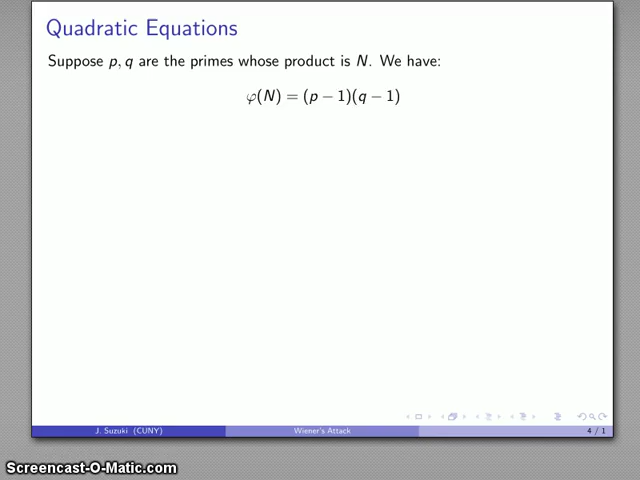 Quadratic Equations
Suppose p, q are the primes whose product is N. We have:
φ(N) = (p − 1)(q − 1)
J. Suzuki (CUNY) Wiener's Attack 4 / 1
Screencast-O-Matic.com